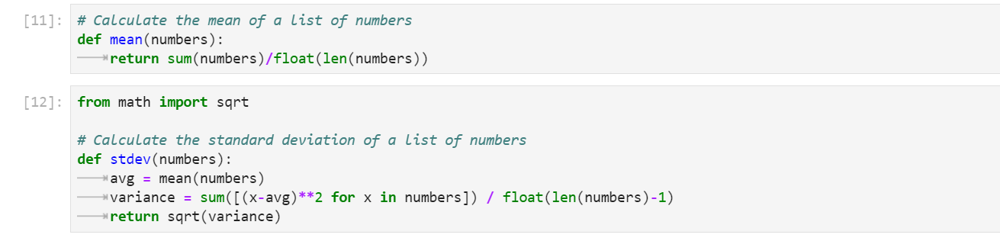 [11]: # Calculate the mean of a list of numbers
def mean(numbers):
return sum(numbers)/float(len(numbers))
[12]: from math import sqrt
# Calculate the standard deviation of a list of numbers
def stdev(numbers):
avg = mean(numbers)
variance = sum([(x-avg)**2 for x in numbers]) / float(len(numbers)-1)
return sqrt(variance)